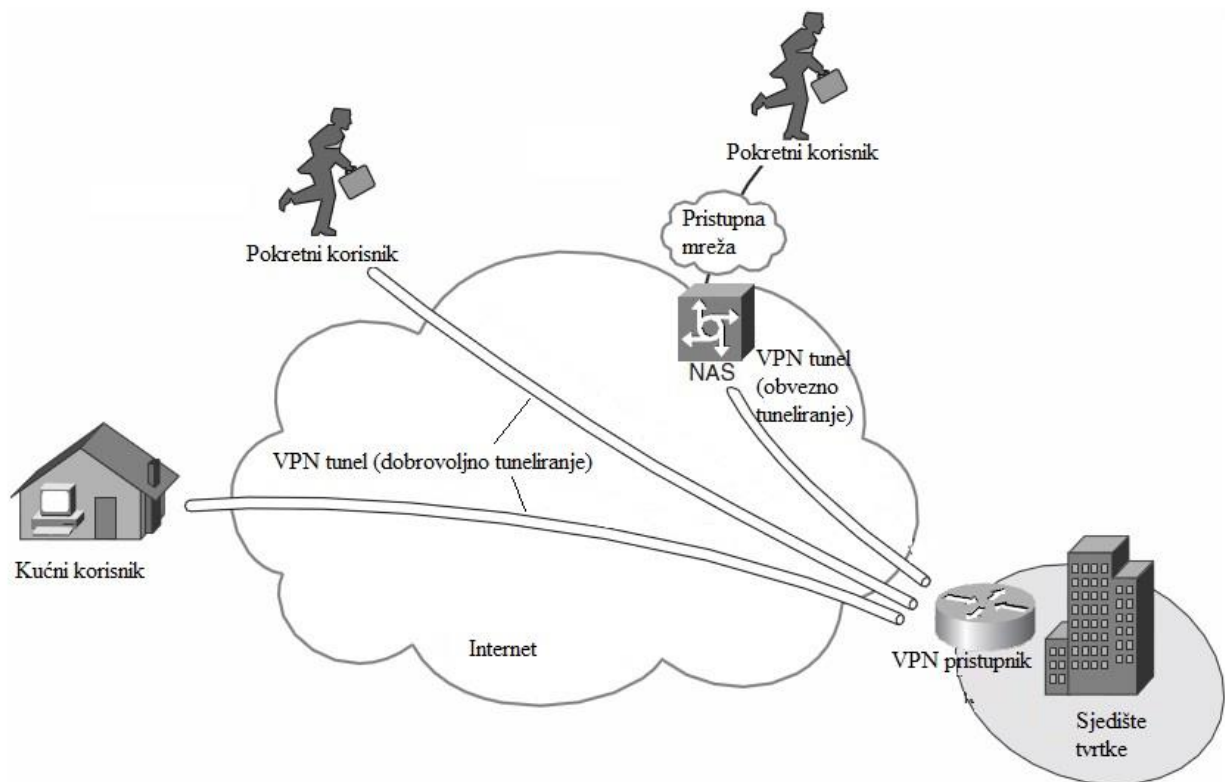 Pokretni korisnik
Pokretni korisnik
Pristupna
mreža
NAS
VPN tunel
(obvezno
tuneliranje)
VPN tunel (dobrovoljno tuneliranje)
Kućni korisnik
Internet
VPN pristupnik
Sjedište
tvrtke